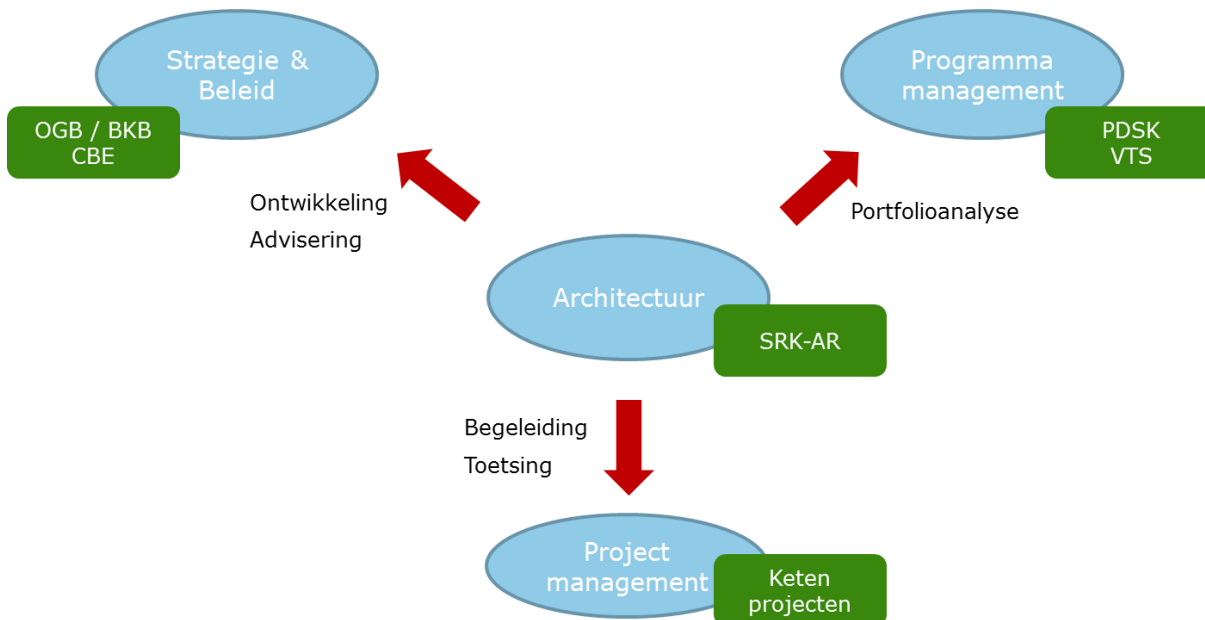 Strategie &
Beleid
OGB / BKB
CBE
Programma
management
PDSK
VTS
Ontwikkeling
Advisering
Portfolioanalyse
Architectuur
SRK-AR
Begeleiding
Toetsing
Project
management
Keten
projecten